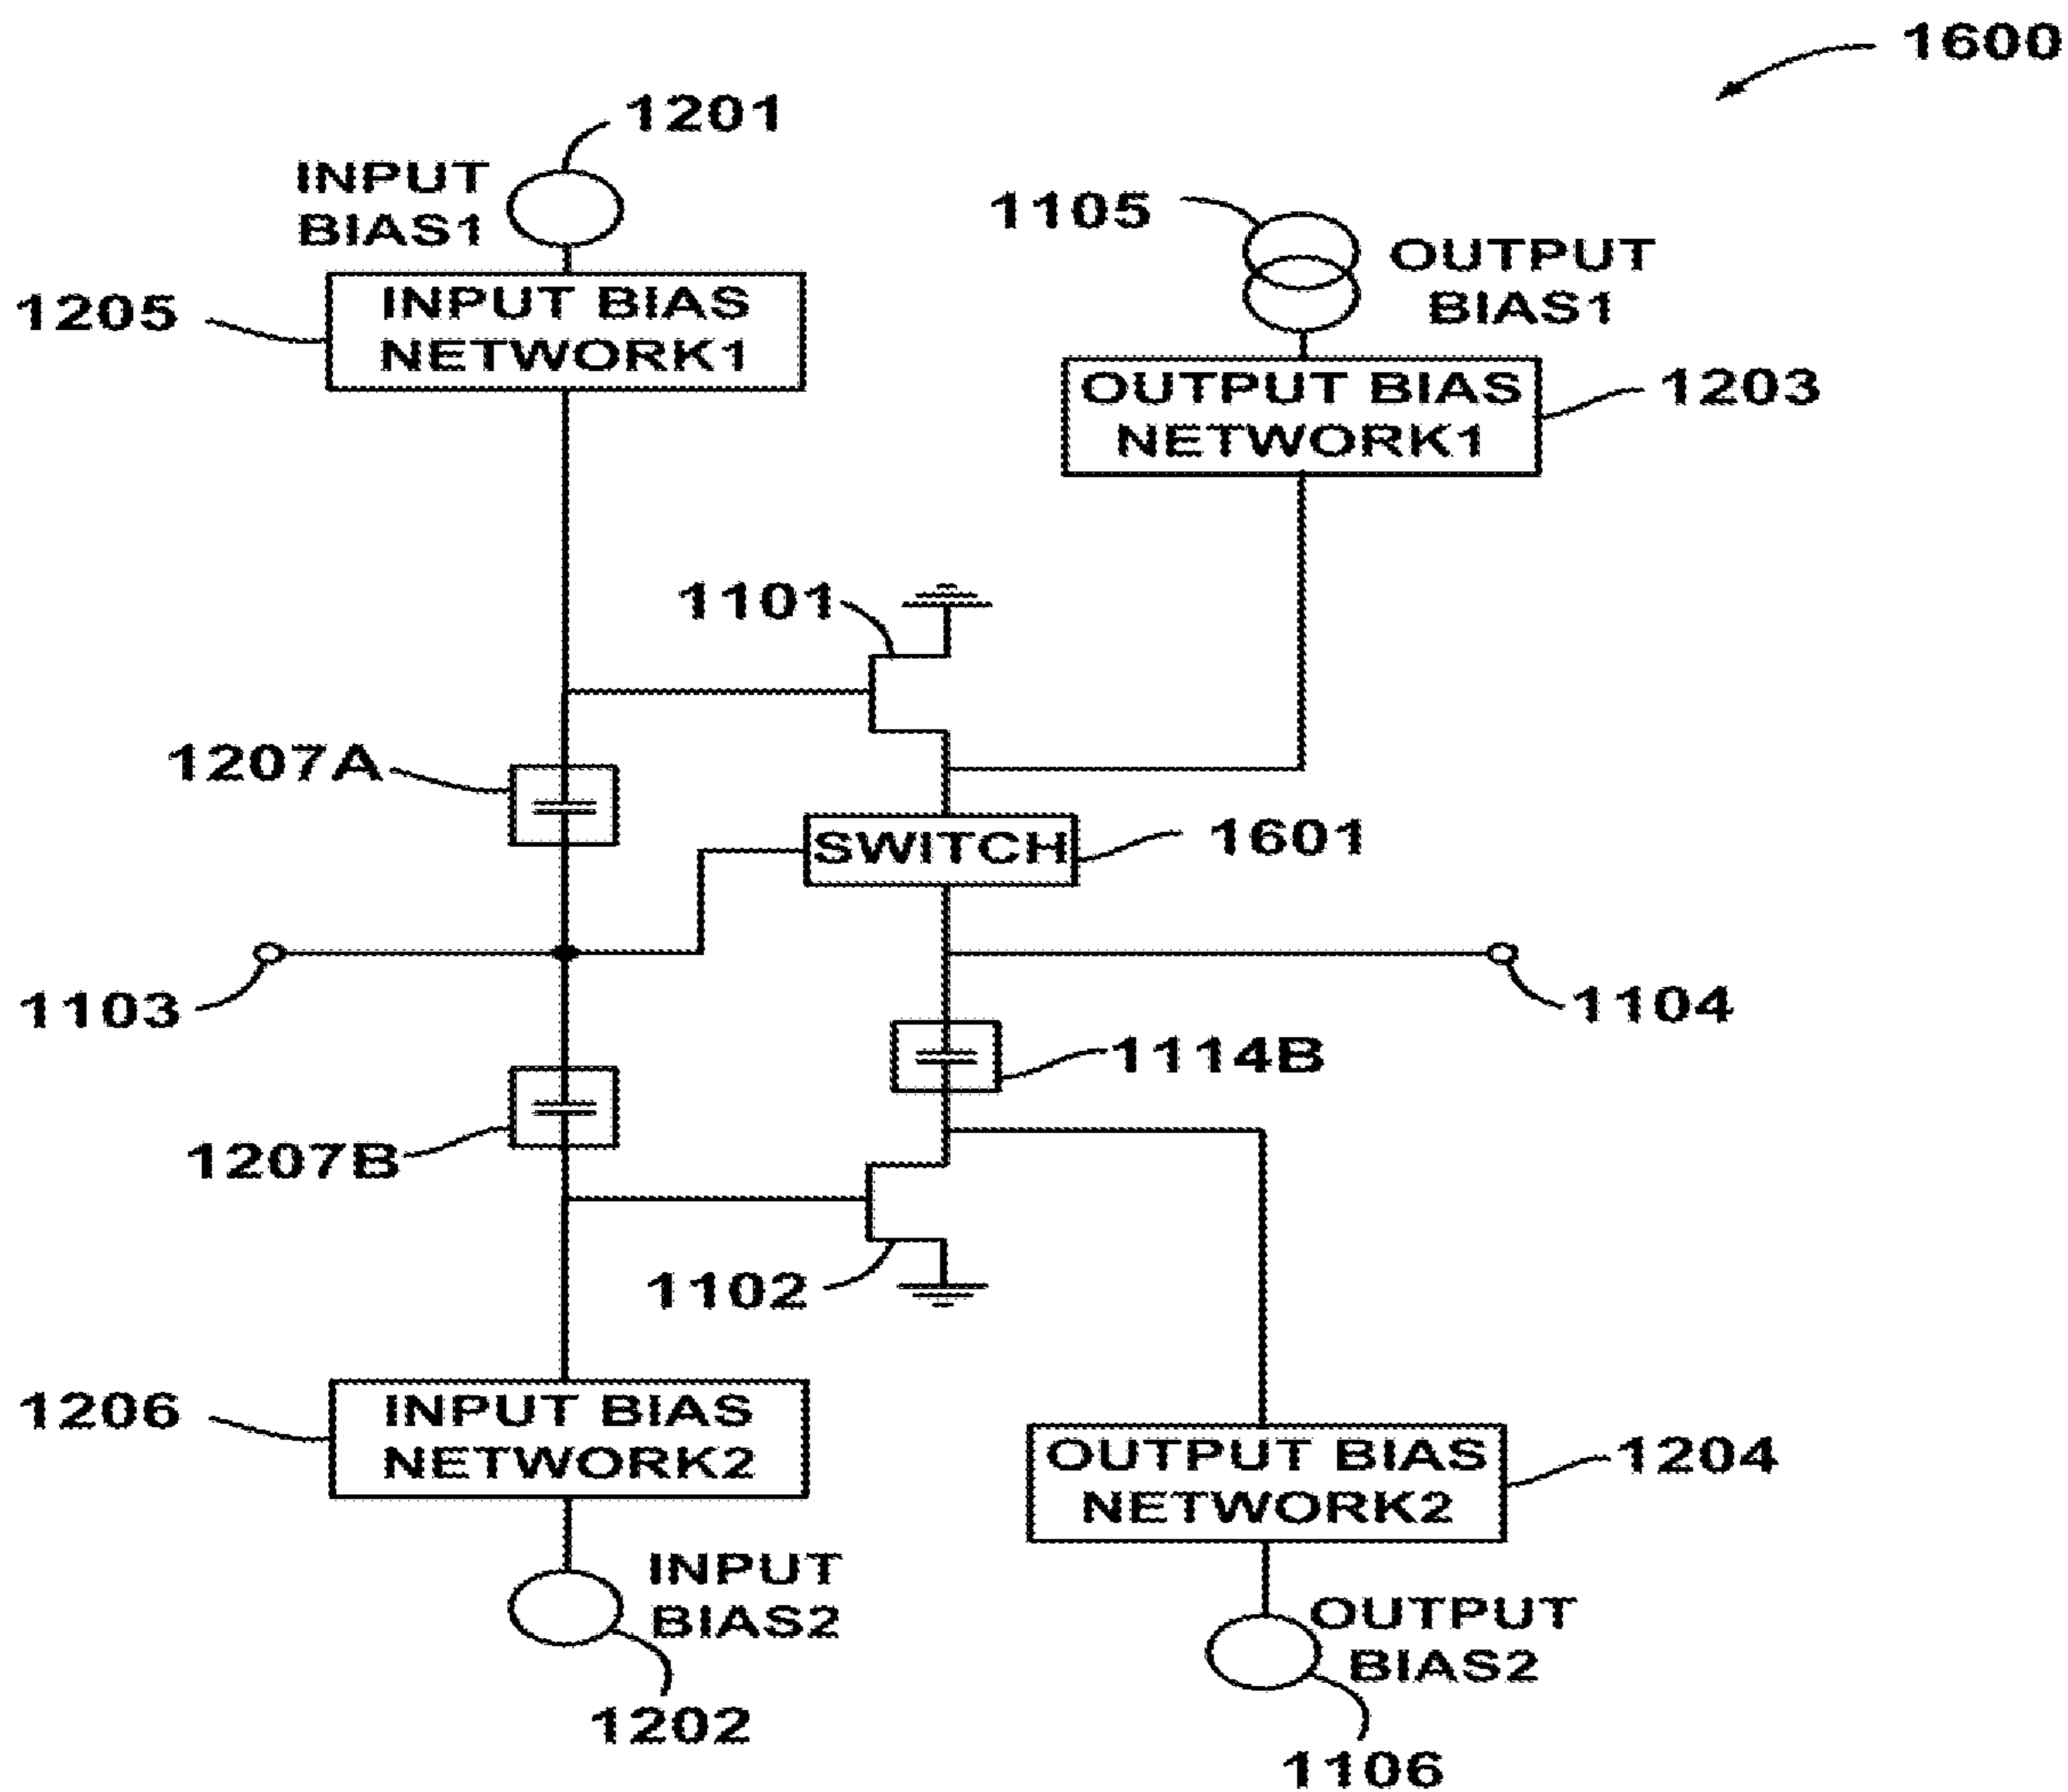 1600
1201
INPUT
BIAS1
1105
OUTPUT
BIAS1
1205
INPUT BIAS
NETWORK1
OUTPUT BIAS
NETWORK1
1203
1101
1207A
SWITCH
1601
1103
1104
1114B
1207B
1102
1206
INPUT BIAS
NETWORK2
OUTPUT BIAS
NETWORK2
1204
INPUT
BIAS2
OUTPUT
BIAS2
1202
1106